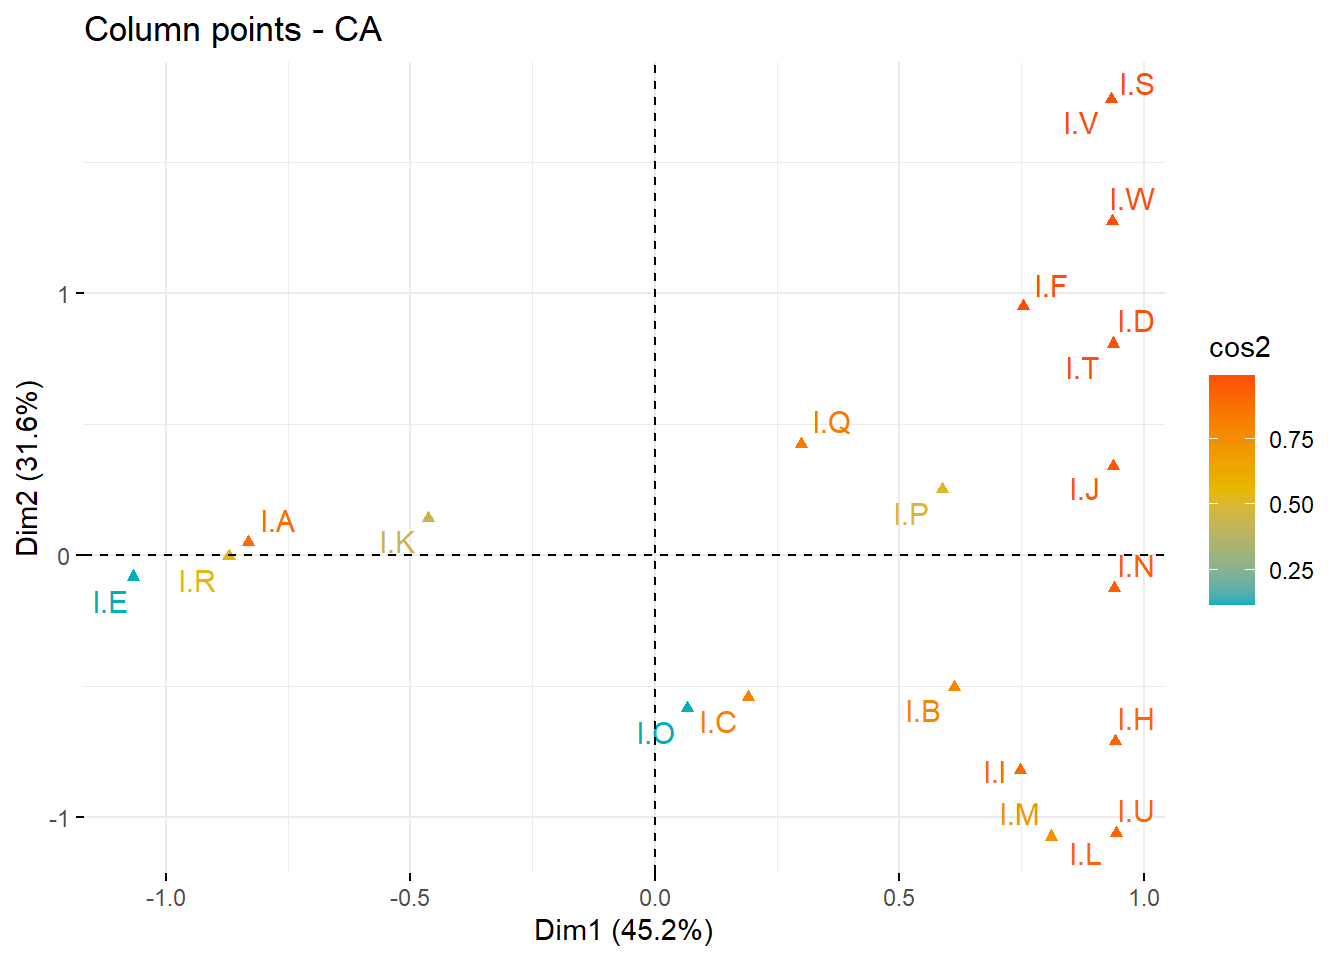 Column points - CA
I.S
I.V
I.W
I.F
I.D
I.T
I.Q
I.J
I.P
I.A
I.K
I.R
I.N
I.E
I.O
I.C
I.B
I.H
I.I
I.M
I.U
I.L
1
0
-1
Dim2 (31.6%)
-1.0 -0.5 0.0 0.5 1.0
Dim1 (45.2%)
cos2
0.75
0.50
0.25